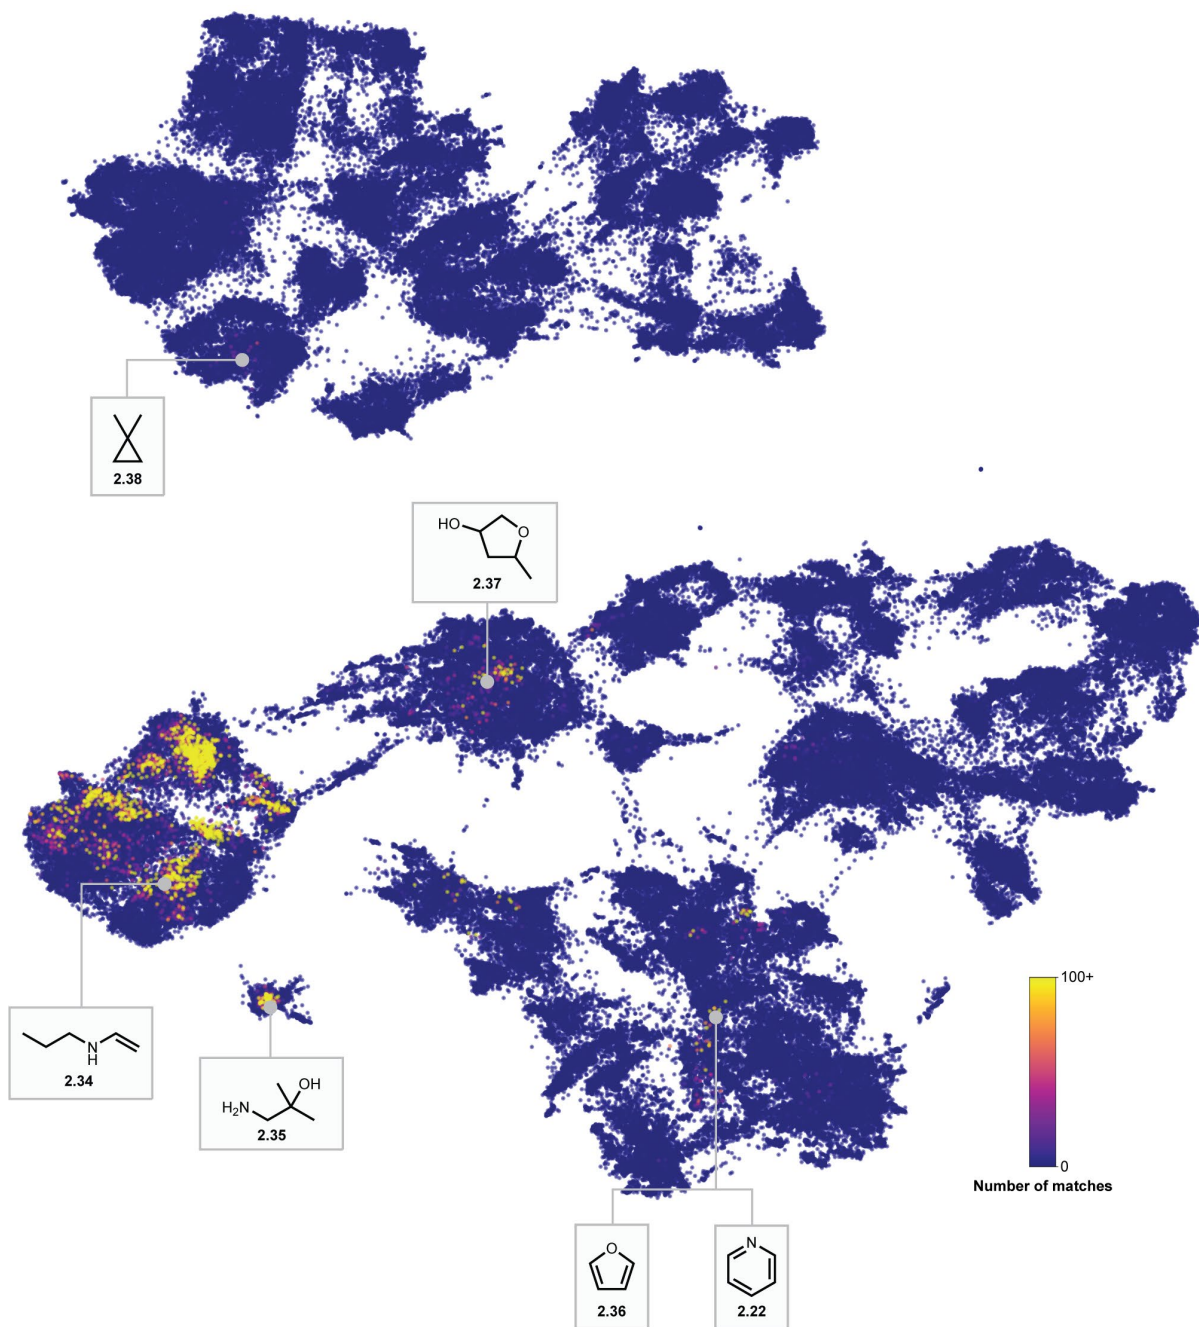 2.38
HO
O
2.37
100+
0
Number of matches
N
H
2.34
OH
H2N
2.35
O
2.36
N
2.22